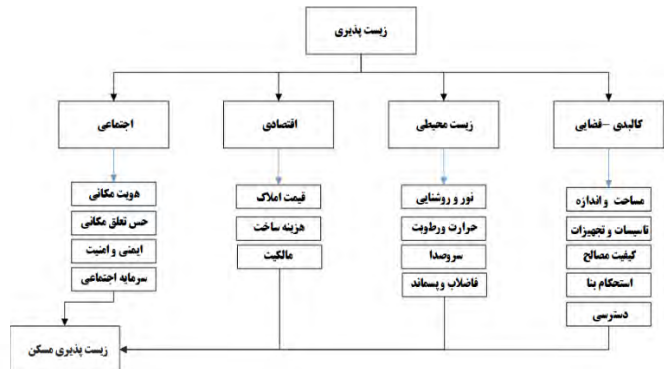 زیست پذیری
کالبدی – فضایی
زیست محیطی
اقتصادی
اجتماعی
مساحت و اندازه
تاسیسات و تجهیزات
کیفیت مصالح
استحکام بنا
دسترسی
نور و روشنایی
حرارت ورطوبت
سروصدا
فاضلاب وپسماند
قیمت املاک
هزینه ساخت
مالکیت
هویت مکانی
حس تعلق مکانی
ایمنی و امنیت
سرمایه اجتماعی
زیست پذیری مسکن